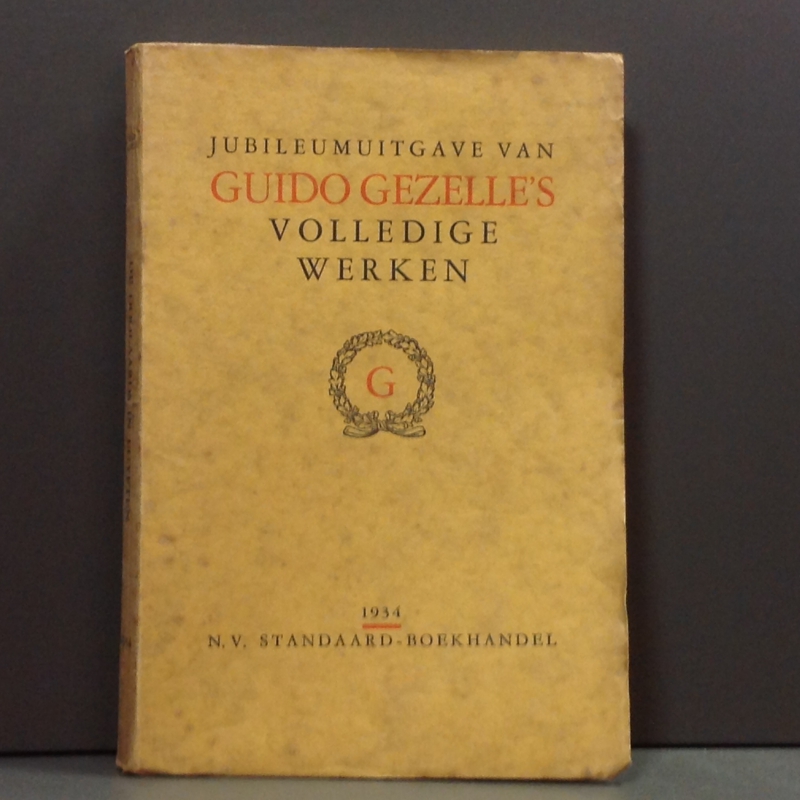 JUBILEUMUITGAVE VAN
GUIDO GEZELLE'S
VOLLEDIGE
WERKEN
G
1934
N.V. STANDAARD-BOEKHANDEL